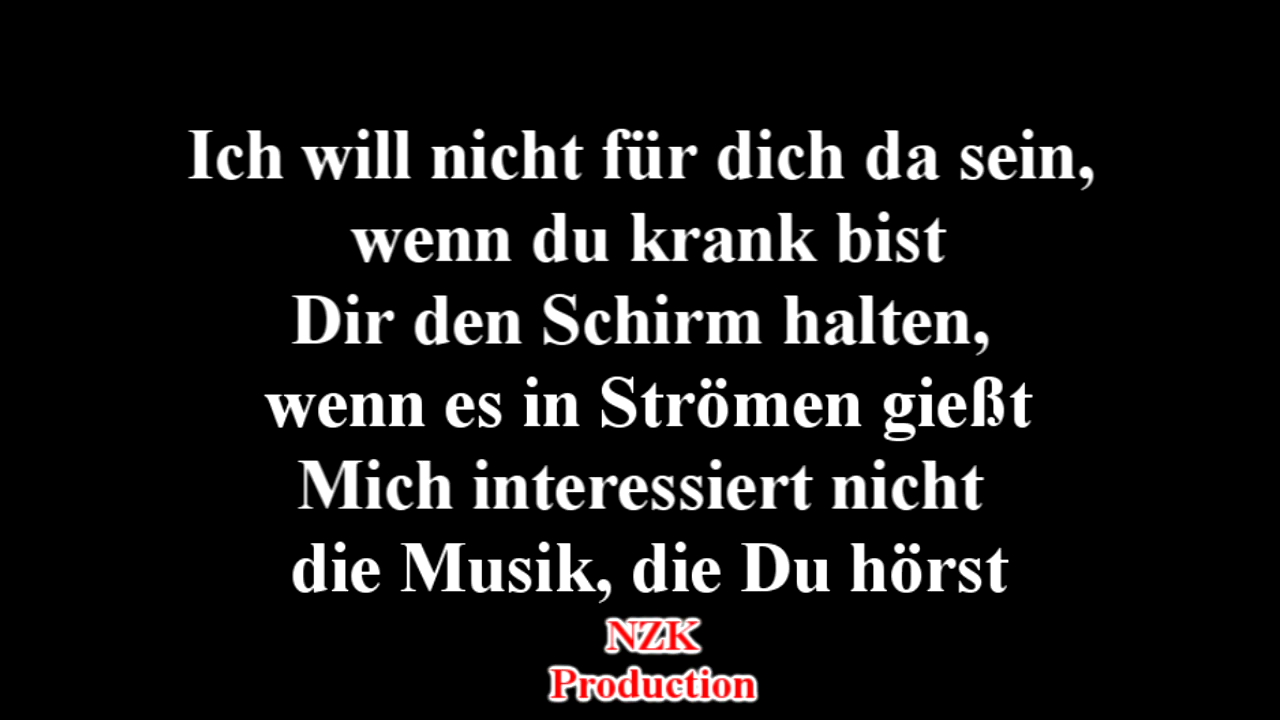 Ich will nicht für dich da sein,
wenn du krank bist
Dir den Schirm halten,
wenn es in Strömen gießt
Mich interessiert nicht
die Musik, die Du hörst
NZK
Production